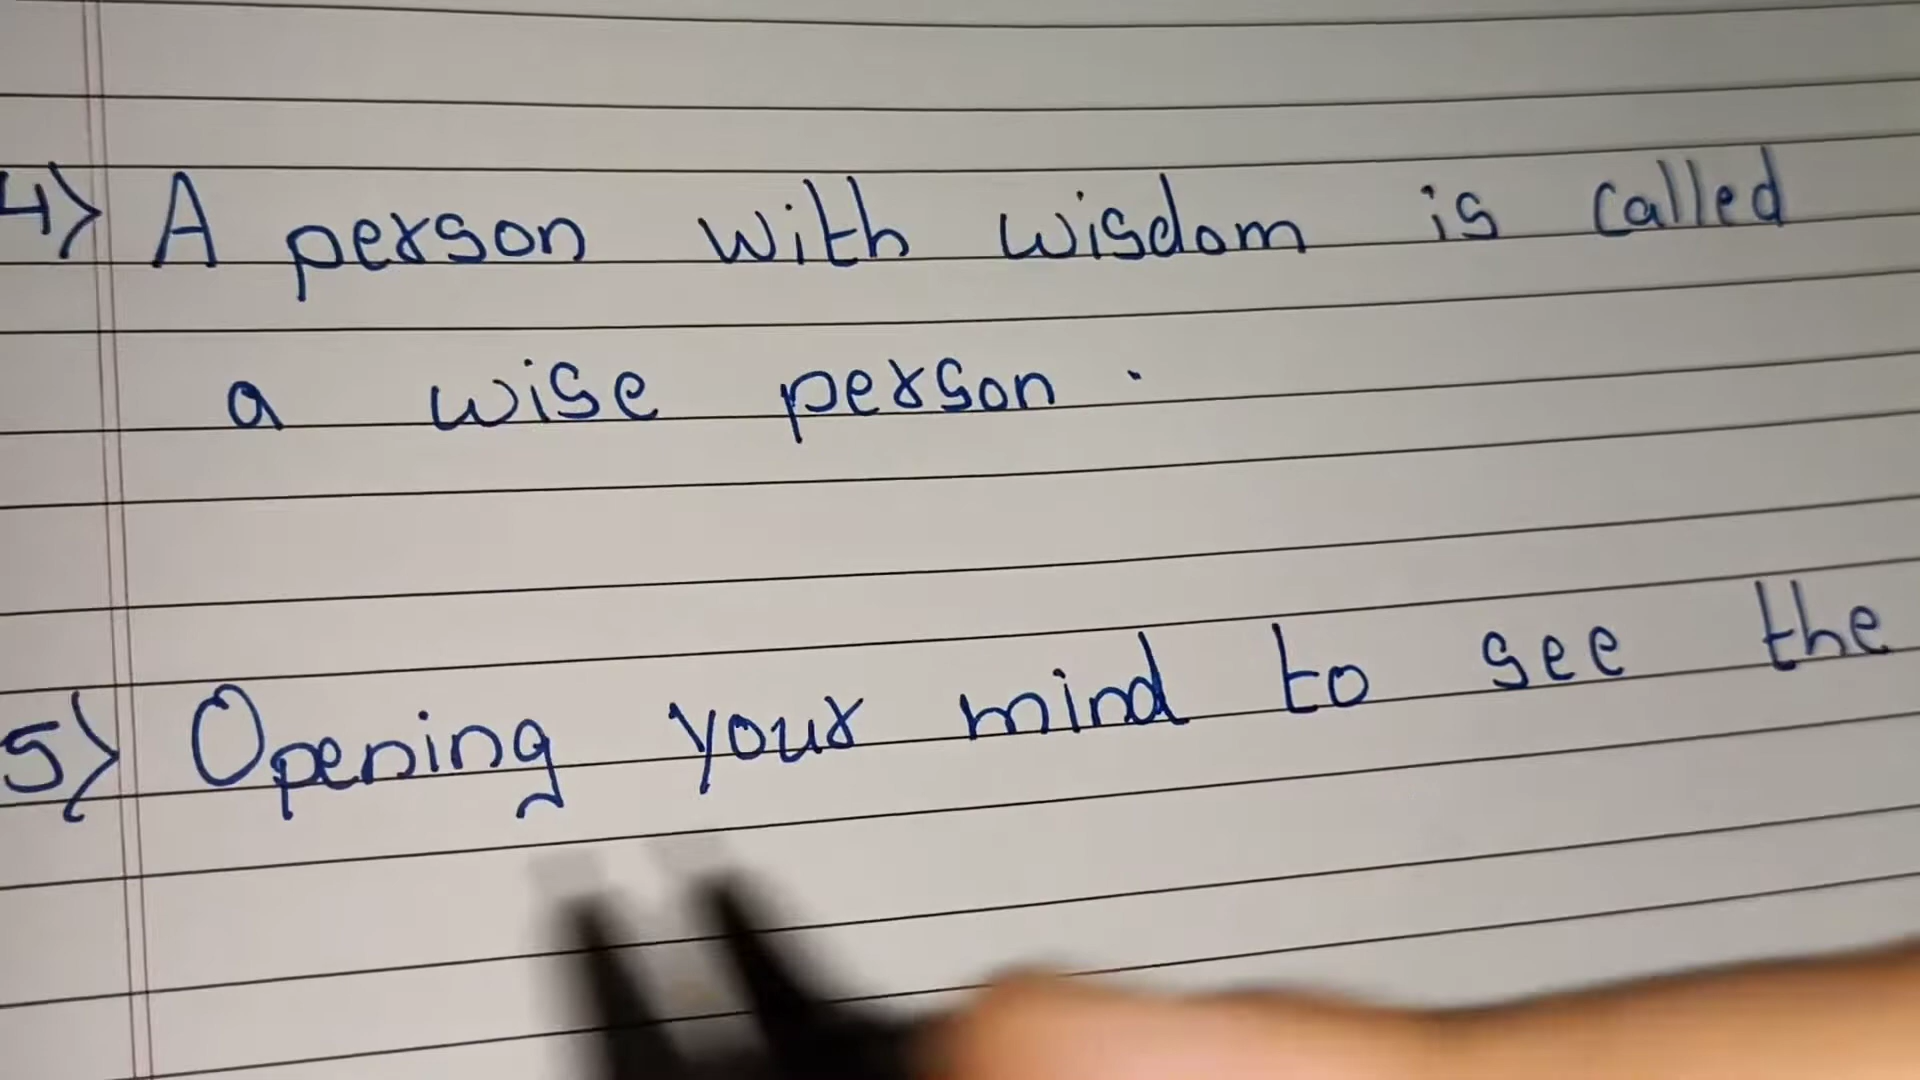 4) A person with wisdom is called
a wise person.
5) Opening your mind to see the